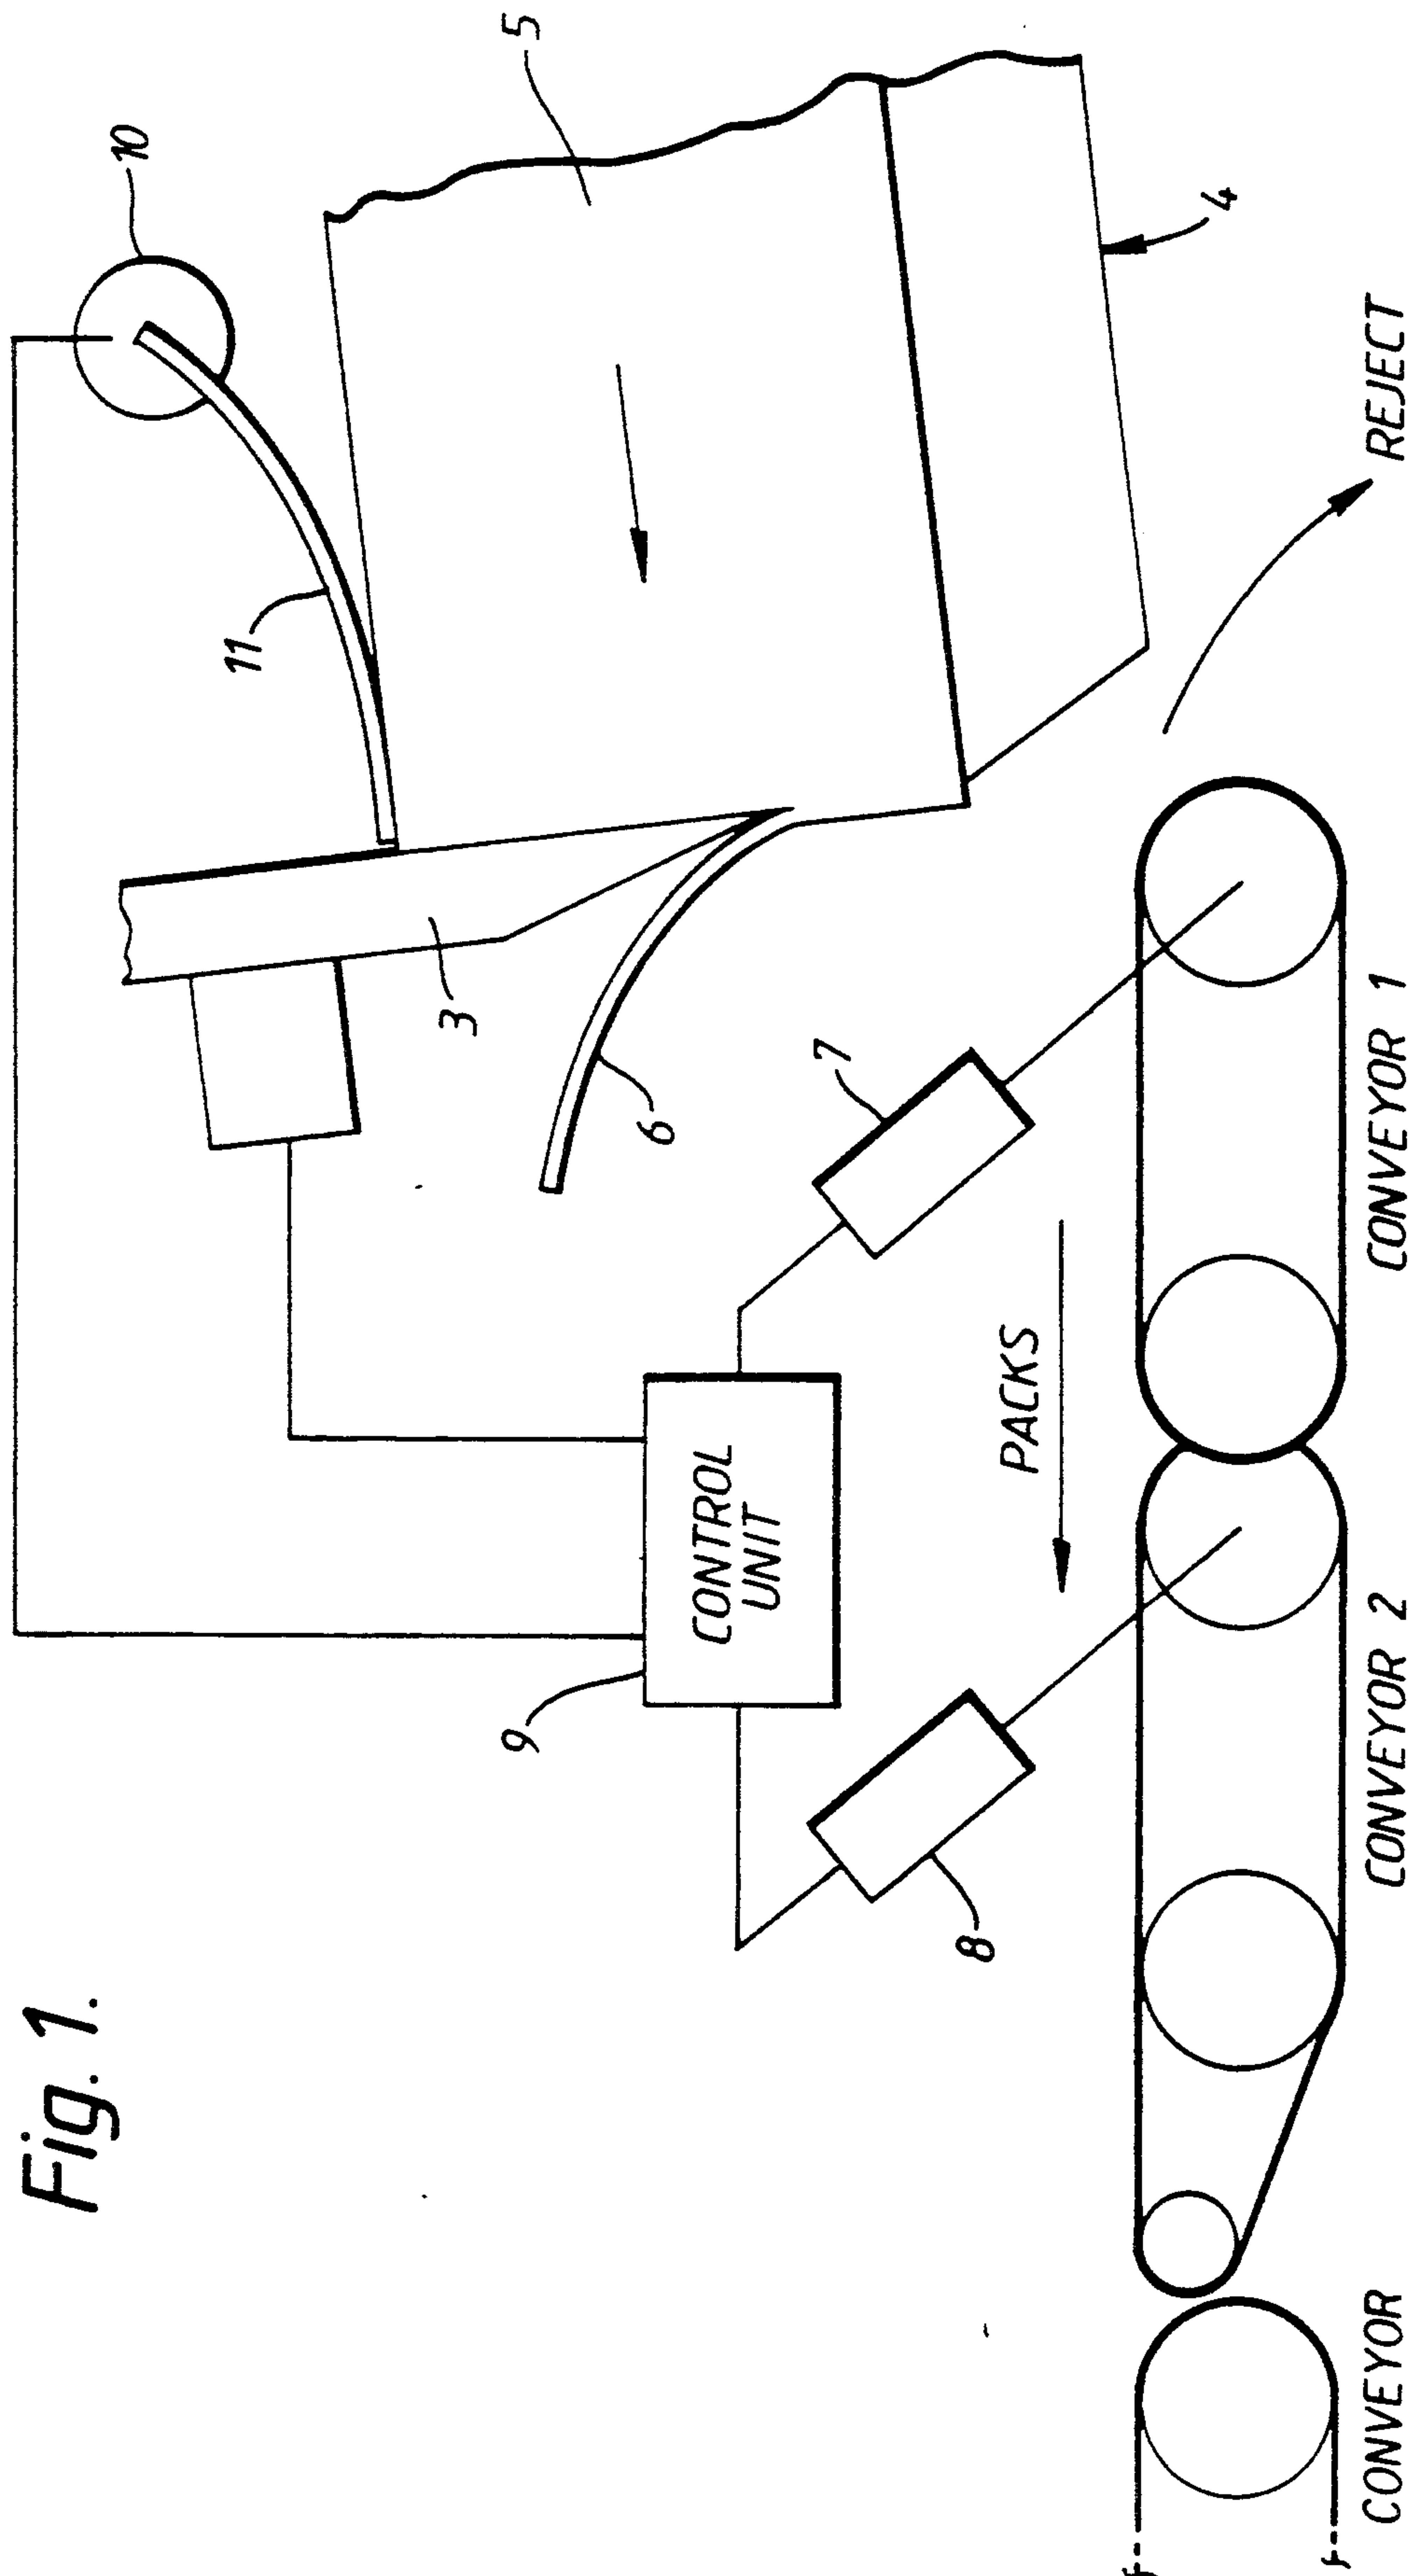 Fig. 1.
10
5
11
3
4
6
7
REJECT
9
CONTROL
UNIT
PACKS
8
CONVEYOR
CONVEYOR 2
CONVEYOR 1